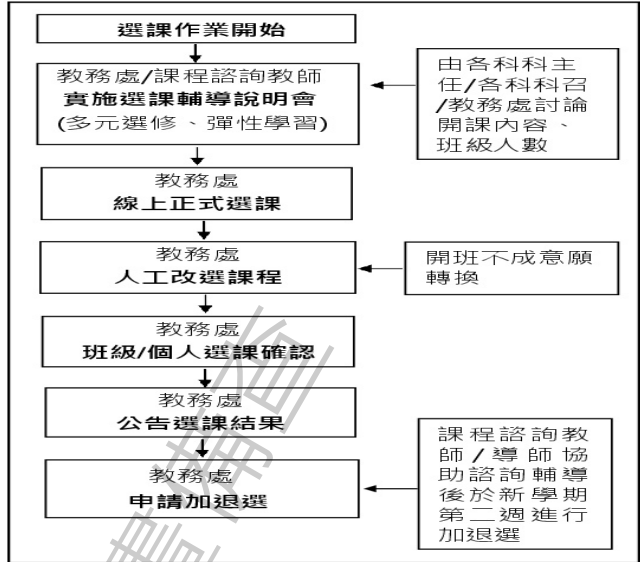 選課作業開始
教務處/課程諮詢教師
實施選課輔導說明會
(多元選修、彈性學習)
由各科科主
任/各科科召
/教務處討論
開課內容、
班級人數
教務處
線上正式選課
教務處
人工改選課程
開班不成意願
轉換
教務處
班級/個人選課確認
教務處
公告選課結果
教務處
申請加退選
課程諮詢教
師/導師協
助諮詢輔導
後於新學期
第二週進行
加退選